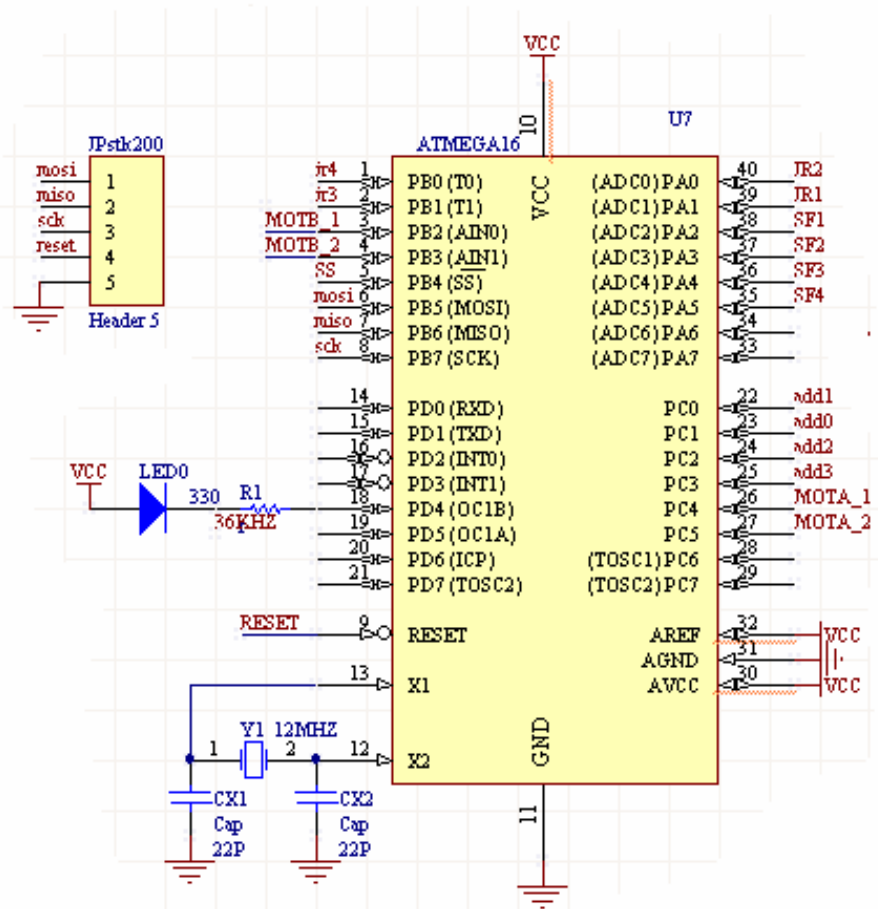 VCC
U7
10
JPstk200
ATMEGA16
mosi 1
miso 2
sck 3
reset 4
5
Header 5
VCC
ir4 1 PB0(T0) (ADC0)PA0 40 IR2
ir3 2 PB1(T1) (ADC1)PA1 39 IR1
MOTB_1 3 PB2(AIN0) (ADC2)PA2 38 SF1
MOTB_2 4 PB3(AIN1) (ADC3)PA3 37 SF2
SS 5 PB4(SS) (ADC4)PA4 36 SF3
mosi 6 PB5(MOSI) (ADC5)PA5 35 SF4
miso 7 PB6(MISO) (ADC6)PA6 34
sck 8 PB7(SCK) (ADC7)PA7 33
14 PD0(RXD) PC0 22 add1
15 PD1(TXD) PC1 23 add0
16 PD2(INT0) PC2 24 add2
17 PD3(INT1) PC3 25 add3
VCC LED0 330 R1 18 PD4(OC1B) PC4 26 MOTA_1
36KHZ 19 PD5(OC1A) PC5 27 MOTA_2
20 PD6(ICP) (TOSC1)PC6 28
21 PD7(TOSC2) (TOSC2)PC7 29
RESET 9 RESET AREF 32 VCC
AGND 31
13 X1 AVCC 30 VCC
Y1 12MHZ
1 2 12 X2
GND
11
CX1 CX2
Cap Cap
22P 22P